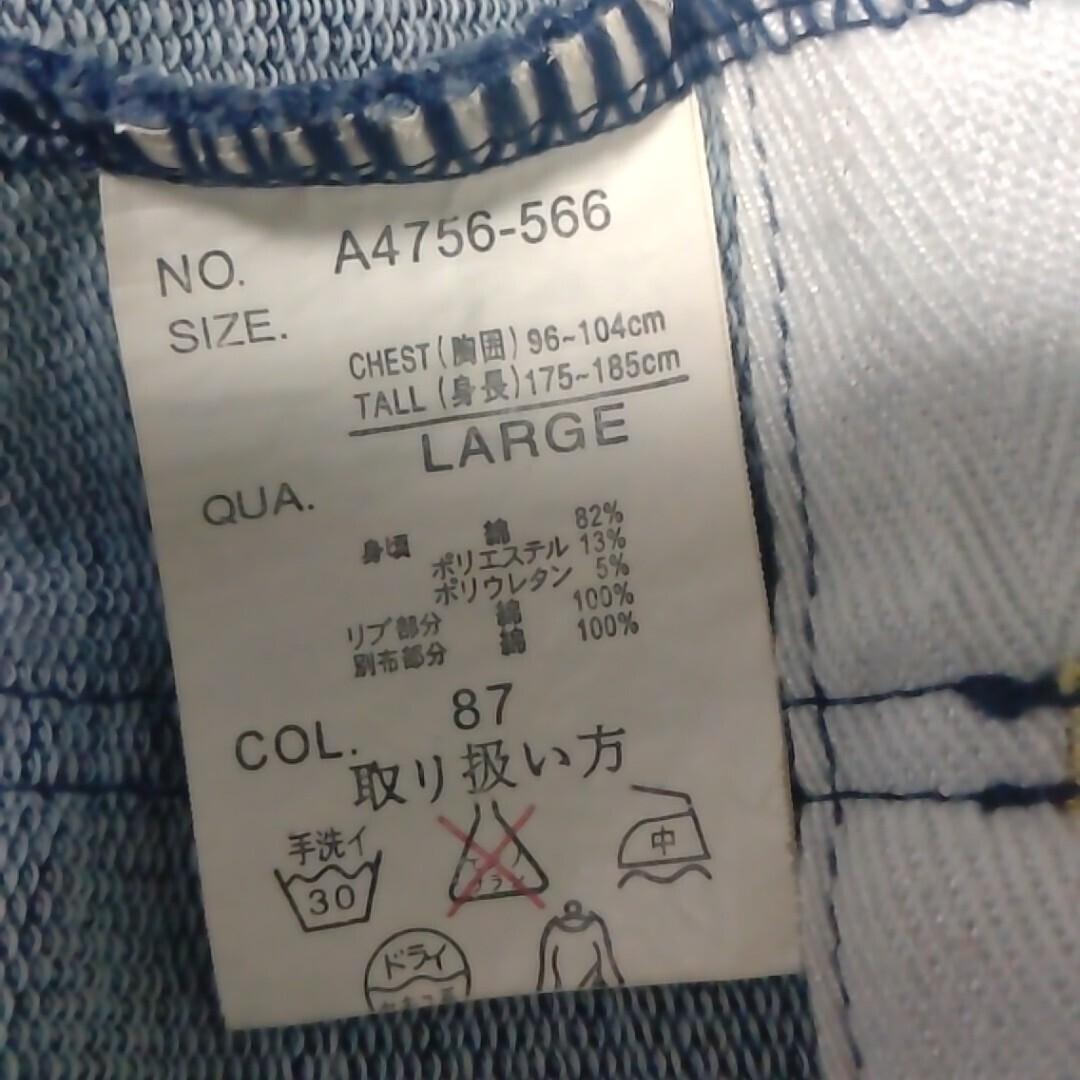 NO. A4756-566
SIZE.
CHEST (胸囲) 96~104cm
TALL (身長) 175~185cm
LARGE
QUA.
身頃 綿 82%
ポリエステル 13%
ポリウレタン 5%
リブ部分 綿 100%
別布部分 綿 100%
COL. 87
取り扱い方
手洗イ
30
中
ドライ